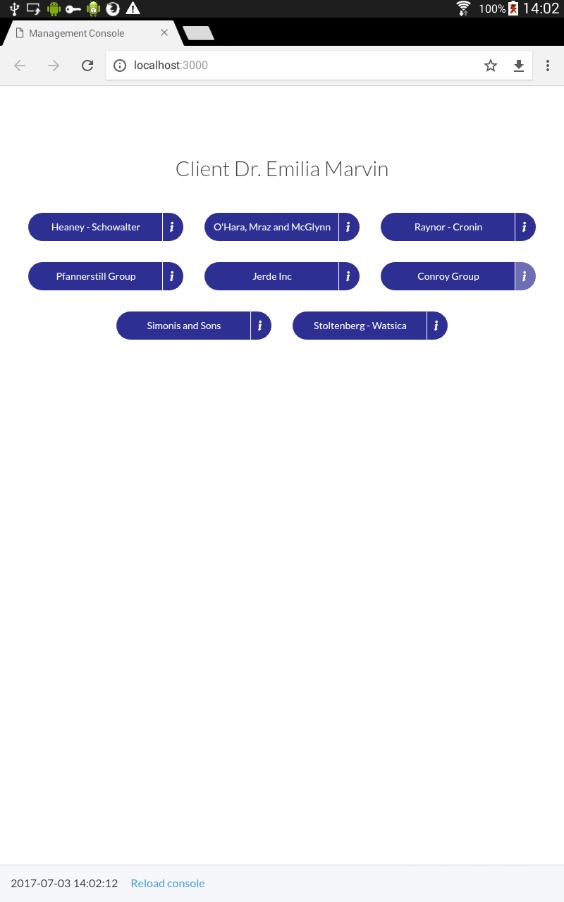 100% 14:02
Management Console
localhost:3000
Client Dr. Emilia Marvin
Heaney - Schowalter i O'Hara, Mraz and McGlynn i Raynor - Cronin i
Pfannerstill Group i Jerde Inc i Conroy Group i
Simonis and Sons i Stoltenberg - Watsica i
2017-07-03 14:02:12 Reload console